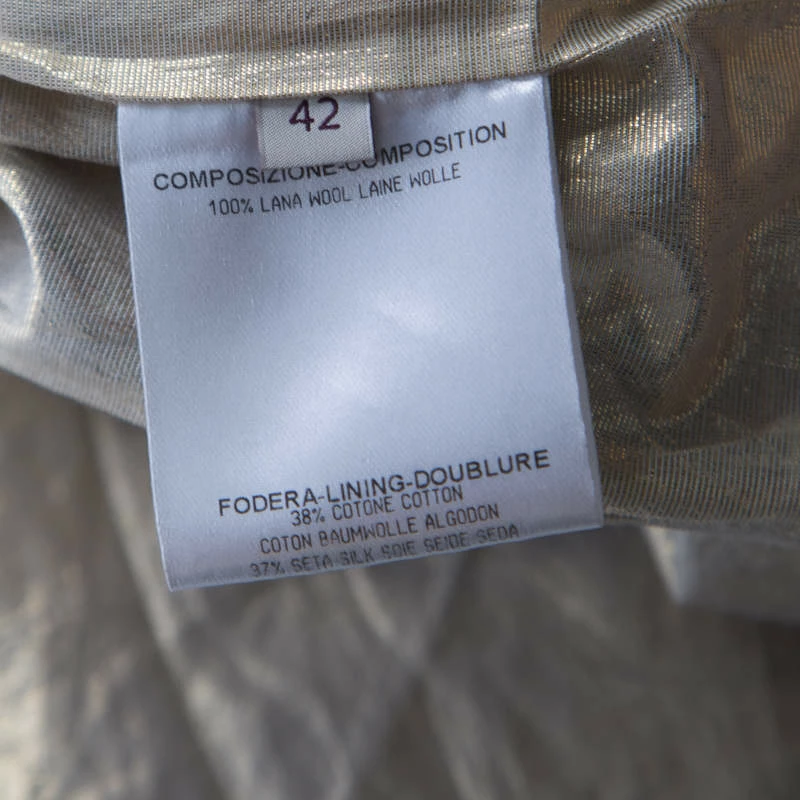 42
COMPOSIZIONE-COMPOSITION
100% LANA WOOL LAINE WOLLE
FODERA-LINING-DOUBLURE
38% COTONE COTTON
COTON BAUMWOLLE ALGODON
37% SETA SILK SOIE SEIDE SEDA